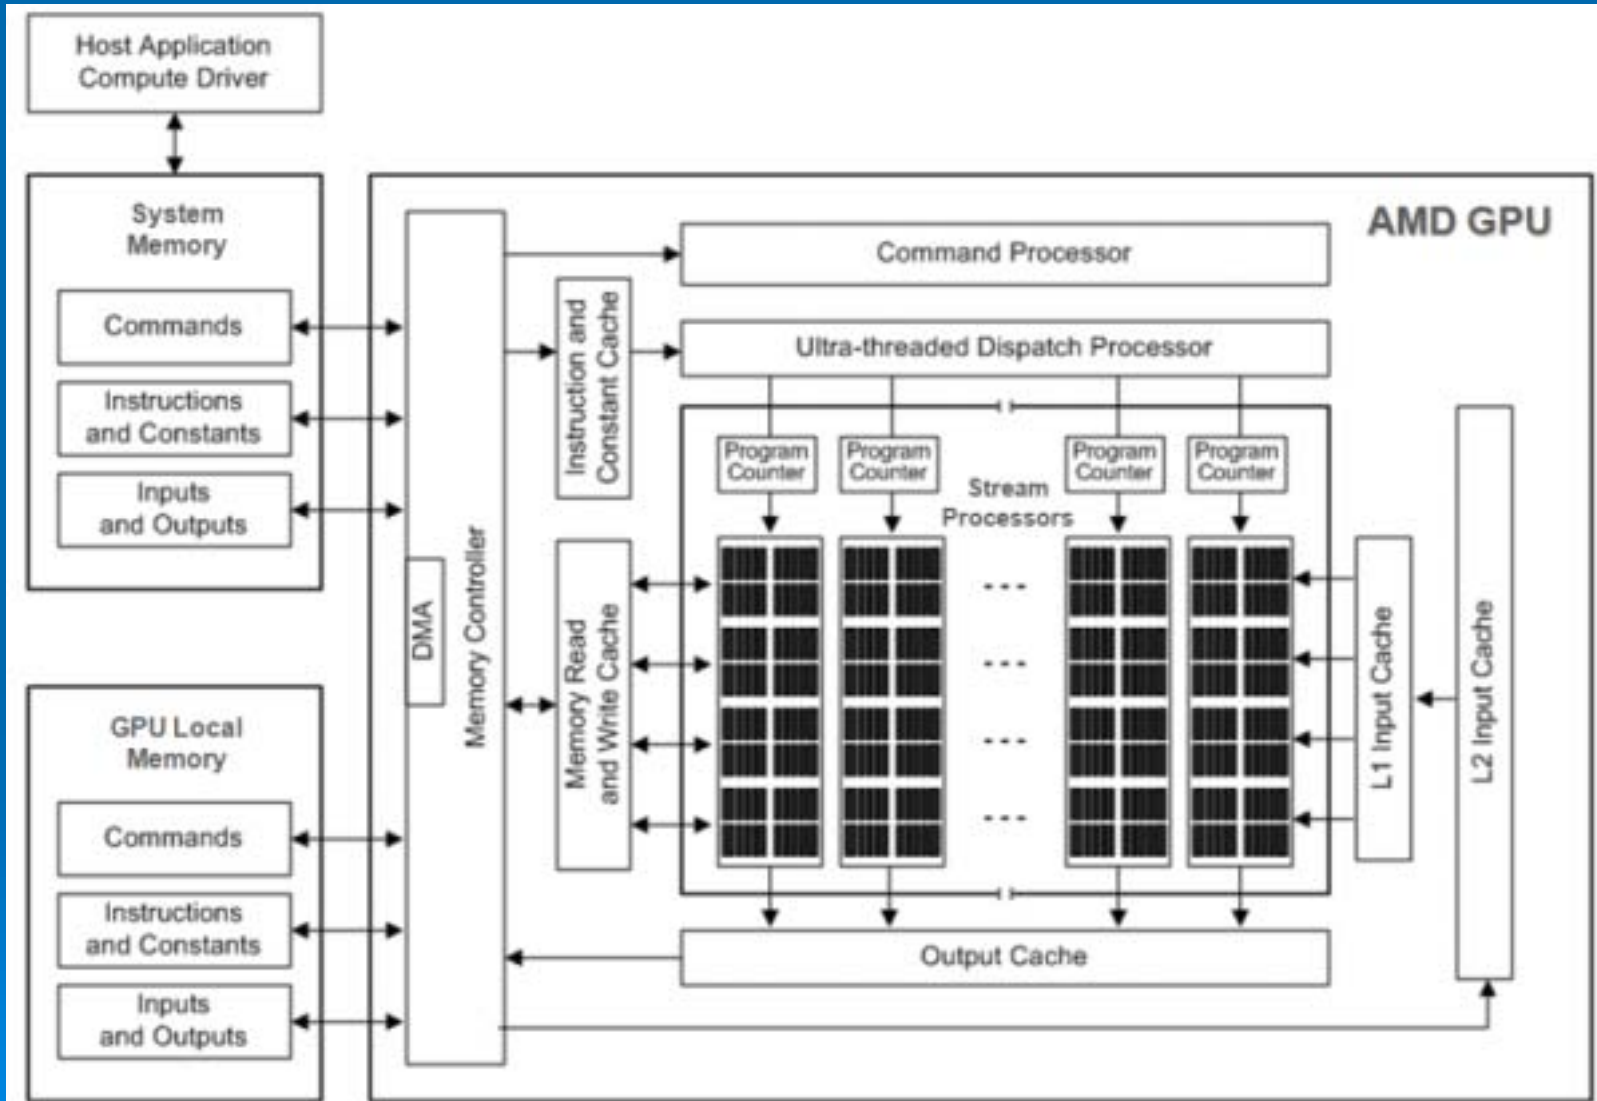 Host Application
Compute Driver
System
Memory
Commands
Instructions
and Constants
Inputs
and Outputs
GPU Local
Memory
Commands
Instructions
and Constants
Inputs
and Outputs
AMD GPU
DMA
Memory Controller
Command Processor
Instruction and
Constant Cache
Ultra-threaded Dispatch Processor
Program
Counter
Program
Counter
Program
Counter
Program
Counter
Stream
Processors
Memory Read
and Write Cache
L1 Input Cache
L2 Input Cache
Output Cache